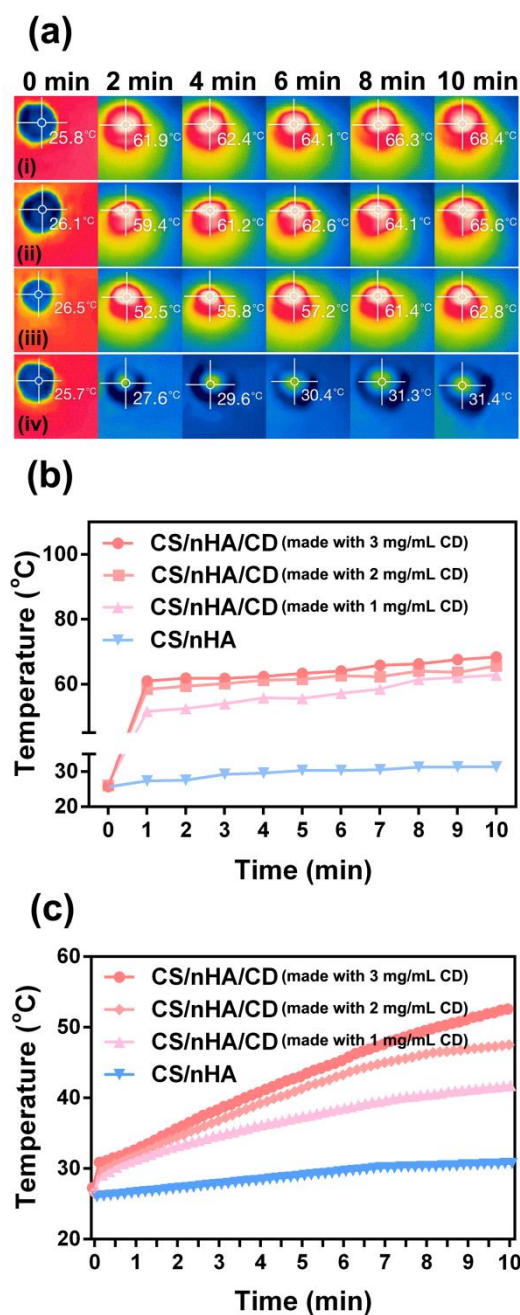 (a)
0 min 2 min 4 min 6 min 8 min 10 min
25.8°C 61.9°C 62.4°C 64.1°C 66.3°C 68.4°C
(i)
26.1°C 59.4°C 61.2°C 62.6°C 64.1°C 65.6°C
(ii)
26.5°C 52.5°C 55.8°C 57.2°C 61.4°C 62.8°C
(iii)
25.7°C 27.6°C 29.6°C 30.4°C 31.3°C 31.4°C
(iv)
(b)
Temperature (°C)
100
60
30
20
CS/nHA/CD (made with 3 mg/mL CD)
CS/nHA/CD (made with 2 mg/mL CD)
CS/nHA/CD (made with 1 mg/mL CD)
CS/nHA
0 1 2 3 4 5 6 7 8 9 10
Time (min)
(c)
Temperature (°C)
60
50
40
30
20
CS/nHA/CD (made with 3 mg/mL CD)
CS/nHA/CD (made with 2 mg/mL CD)
CS/nHA/CD (made with 1 mg/mL CD)
CS/nHA
0 1 2 3 4 5 6 7 8 9 10
Time (min)